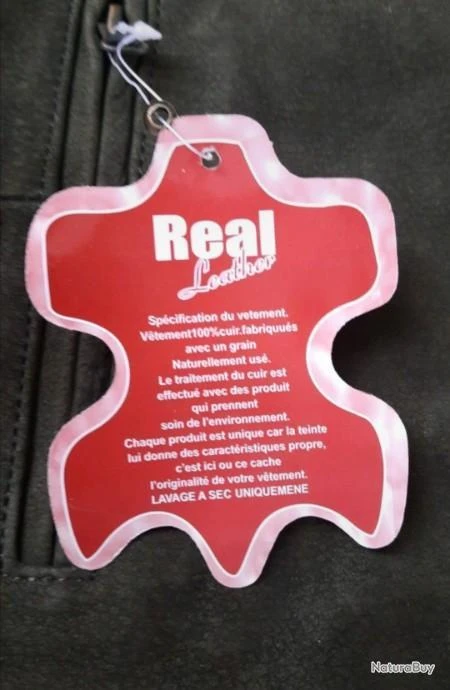 Real
Leather
Spécification du vetement.
Vêtement100%cuir.fabriquués
avec un grain
Naturellement usé.
Le traitement du cuir est
effectué avec des produit
qui prennent
soin de l'environnement.
Chaque produit est unique car la teinte
lui donne des caractéristiques propre,
c'est ici ou ce cache
l'originalité de votre vêtement.
LAVAGE A SEC UNIQUEMENE
NaturaBuy